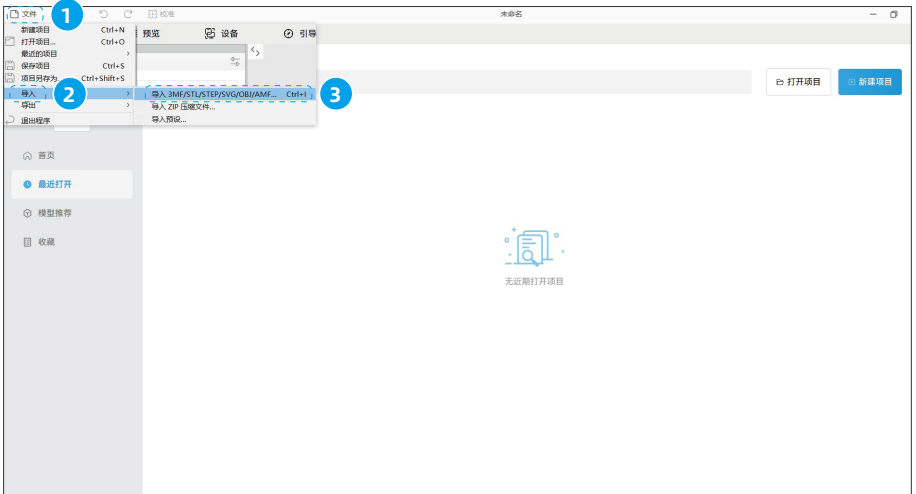 文件 1 校准 未命名
新建项目 Ctrl+N 预览 设备 引导
打开项目... Ctrl+O
最近的项目
保存项目 Ctrl+S
项目另存为 Ctrl+Shift+S 打开项目 新建项目
导入 2 导入 3MF/STL/STEP/SVG/OBJ/AMF... Ctrl+I 3
导出 导入 ZIP 压缩文件...
退出程序 导入预设...
首页
最近打开
模型推荐
收藏
无近期打开项目